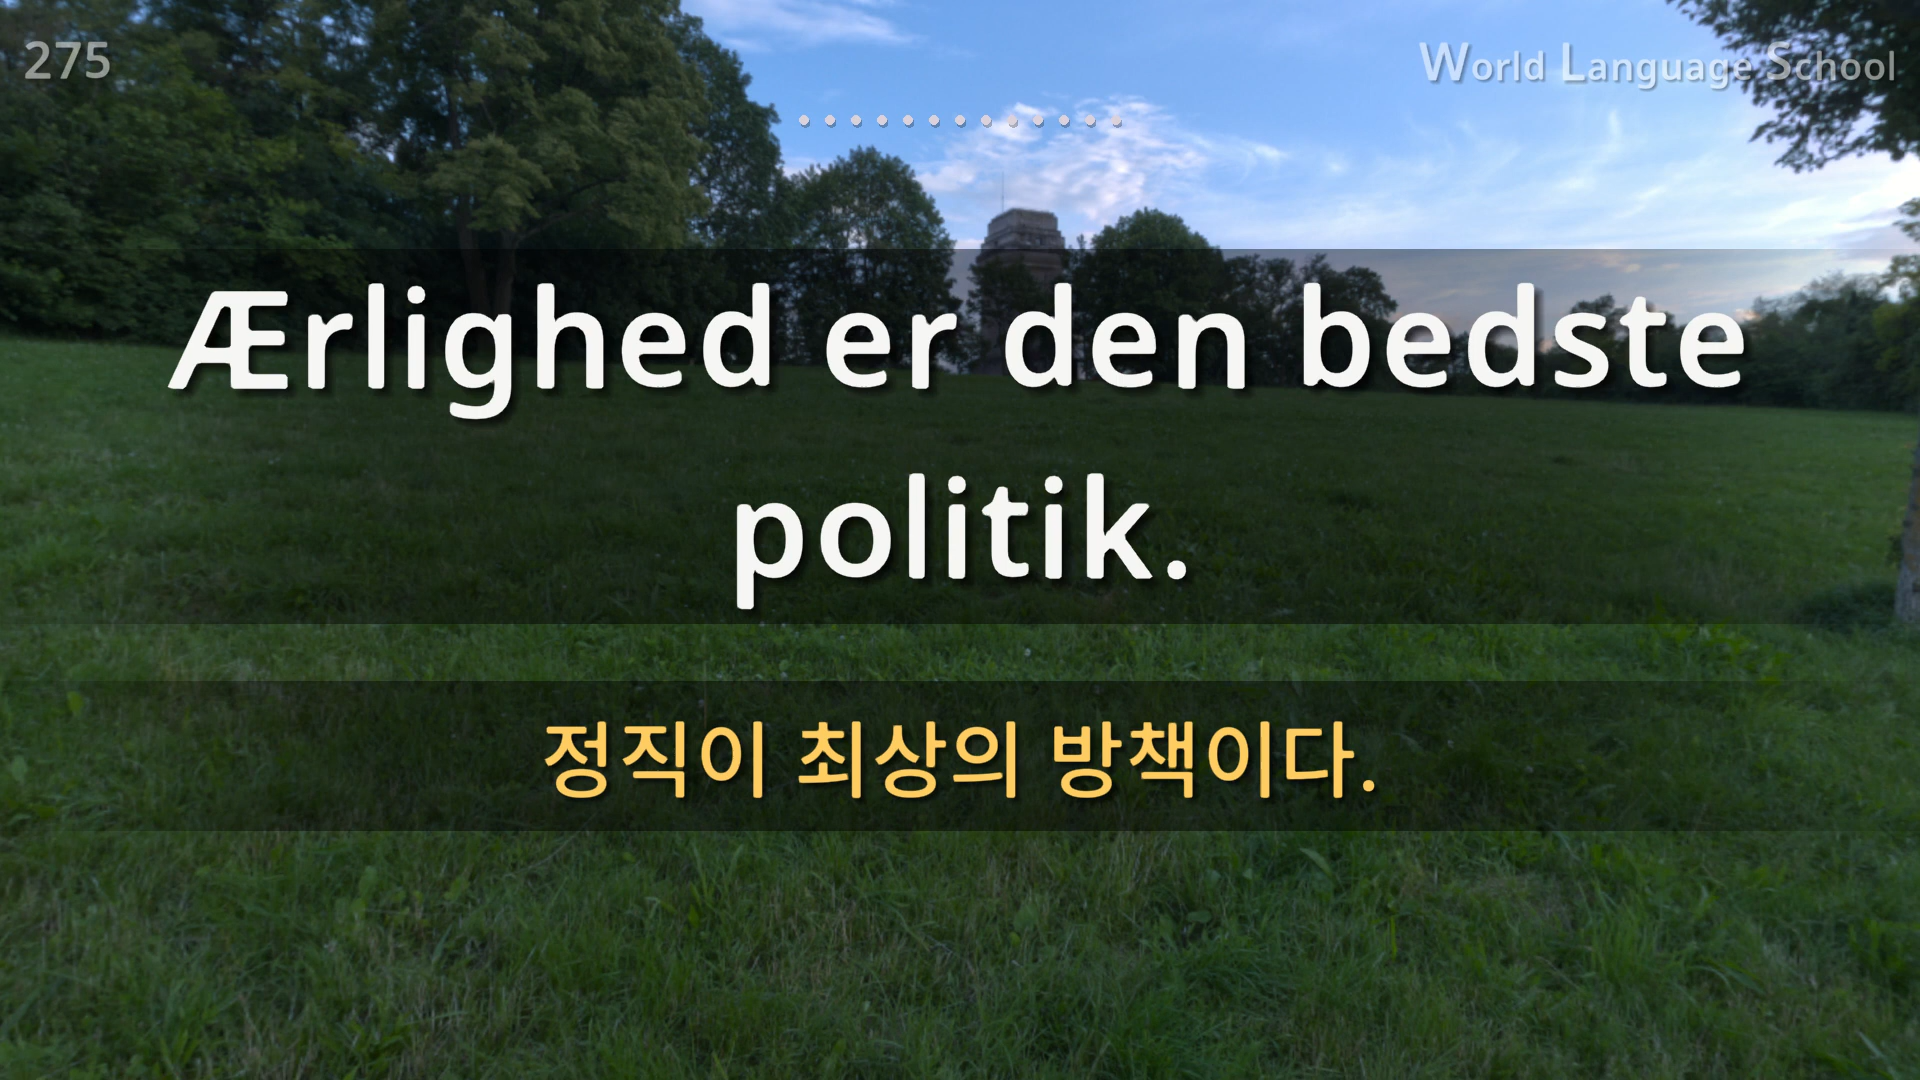 275
World Language School
Ærlighed er den bedste
politik.
정직이 최상의 방책이다.